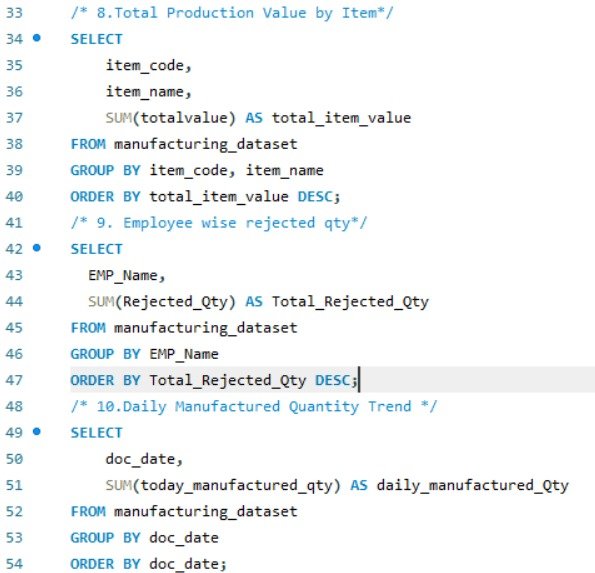 33 /* 8.Total Production Value by Item*/
34 SELECT
35 item_code,
36 item_name,
37 SUM(totalvalue) AS total_item_value
38 FROM manufacturing_dataset
39 GROUP BY item_code, item_name
40 ORDER BY total_item_value DESC;
41 /* 9. Employee wise rejected qty*/
42 SELECT
43 EMP_Name,
44 SUM(Rejected_Qty) AS Total_Rejected_Qty
45 FROM manufacturing_dataset
46 GROUP BY EMP_Name
47 ORDER BY Total_Rejected_Qty DESC;
48 /* 10.Daily Manufactured Quantity Trend */
49 SELECT
50 doc_date,
51 SUM(today_manufactured_qty) AS daily_manufactured_Qty
52 FROM manufacturing_dataset
53 GROUP BY doc_date
54 ORDER BY doc_date;